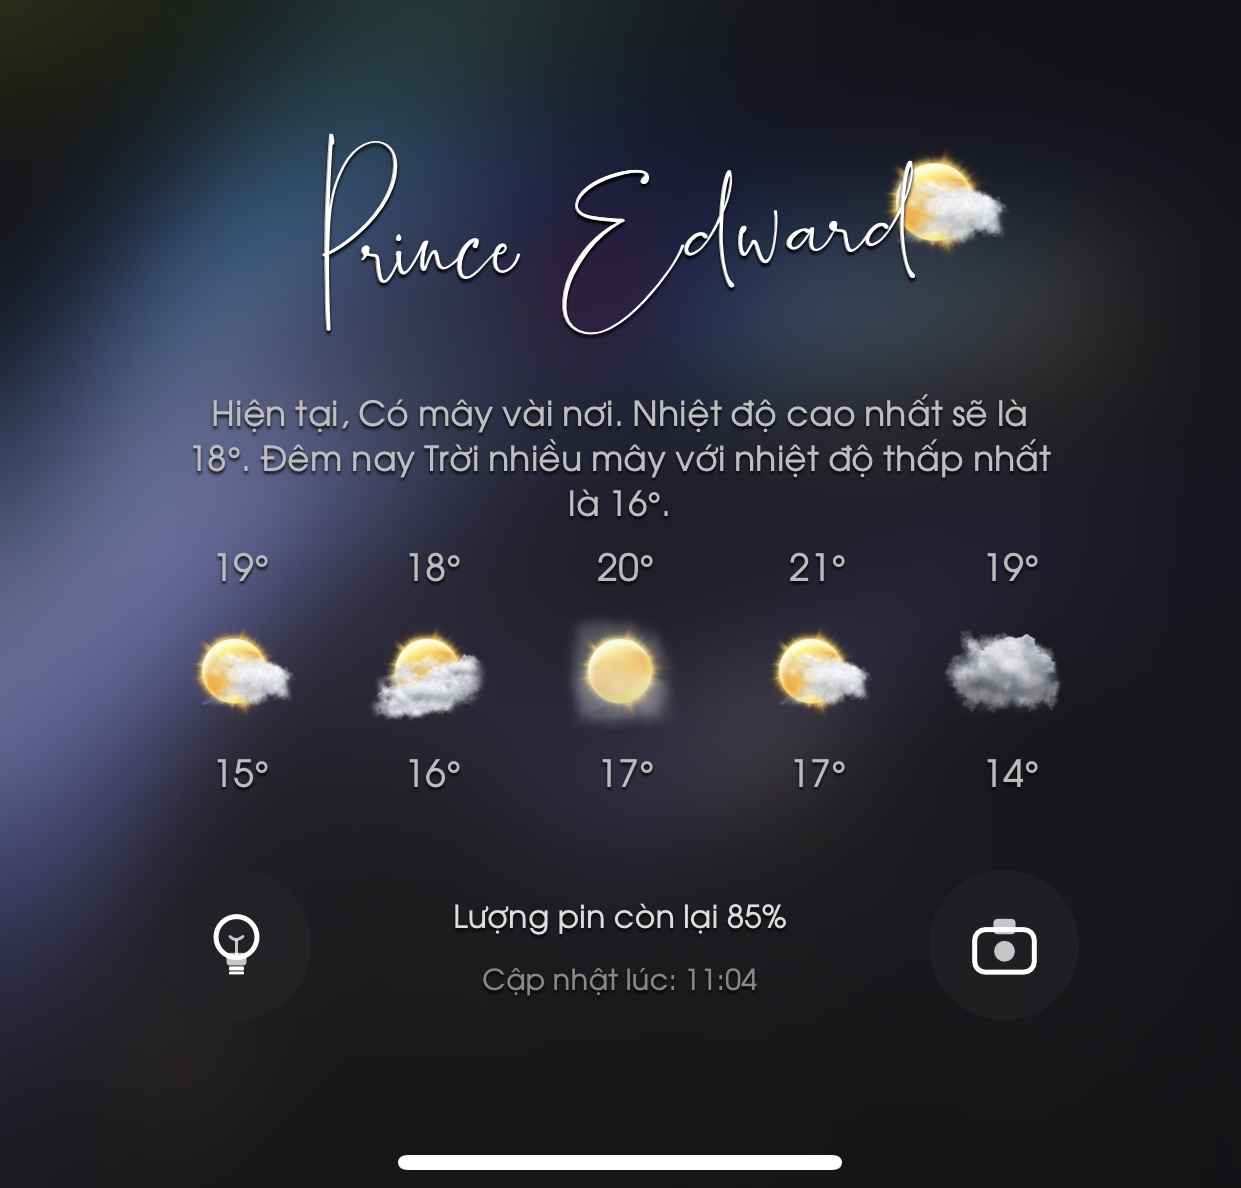 Prince Edward
Hiện tại, Có mây vài nơi. Nhiệt độ cao nhất sẽ là
18°. Đêm nay Trời nhiều mây với nhiệt độ thấp nhất
là 16°.
19° 18° 20° 21° 19°
15° 16° 17° 17° 14°
Lượng pin còn lại 85%
Cập nhật lúc: 11:04